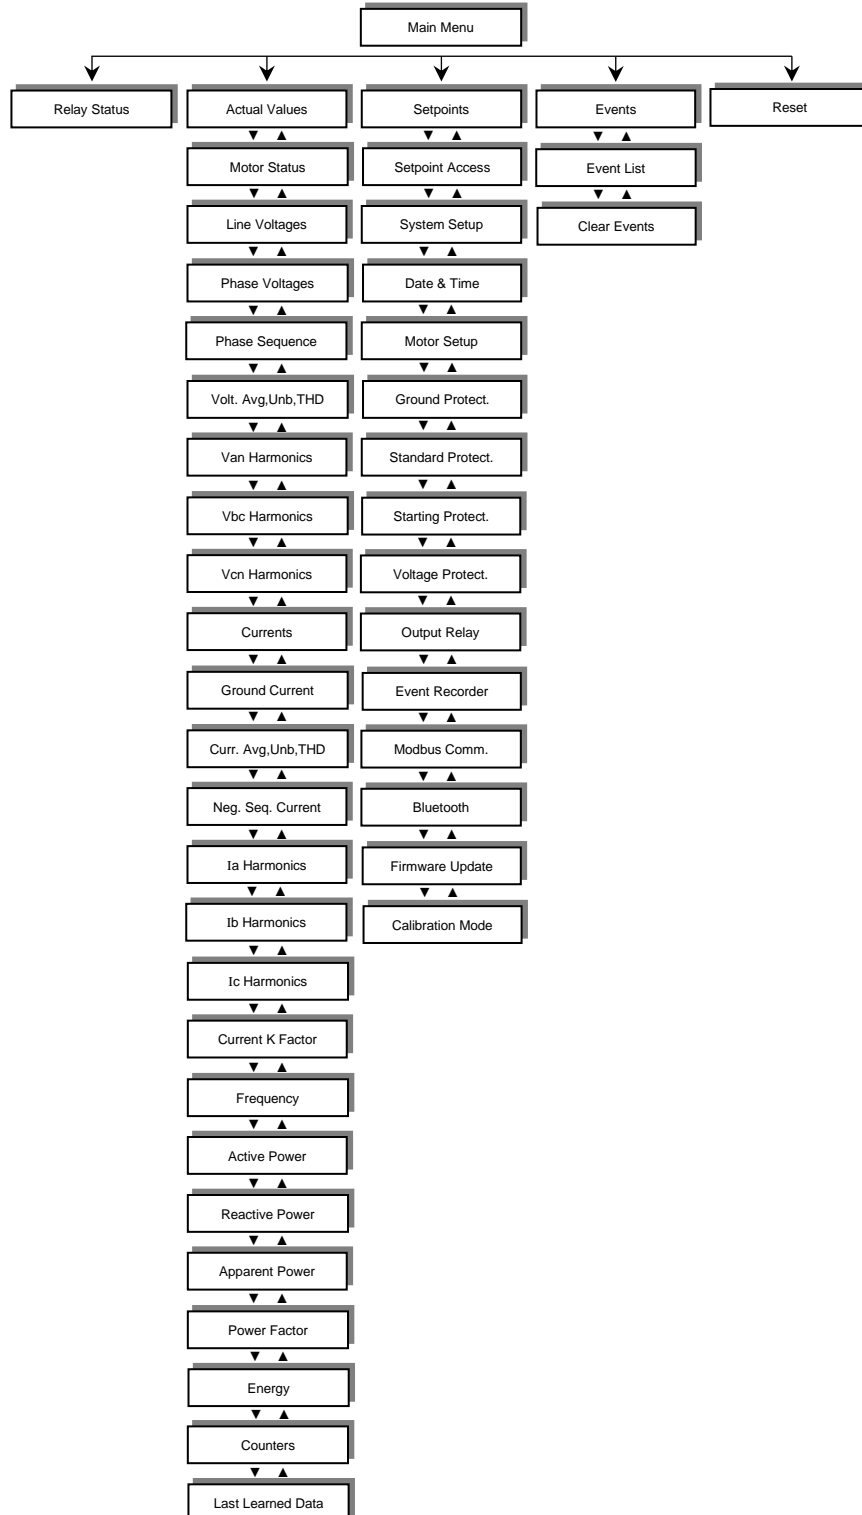 Main Menu
Relay Status
Actual Values
Setpoints
Events
Reset
Motor Status
Line Voltages
Phase Voltages
Phase Sequence
Volt. Avg,Unb,THD
Van Harmonics
Vbc Harmonics
Vcn Harmonics
Currents
Ground Current
Curr. Avg,Unb,THD
Neg. Seq. Current
Ia Harmonics
Ib Harmonics
Ic Harmonics
Current K Factor
Frequency
Active Power
Reactive Power
Apparent Power
Power Factor
Energy
Counters
Last Learned Data
Setpoint Access
System Setup
Date & Time
Motor Setup
Ground Protect.
Standard Protect.
Starting Protect.
Voltage Protect.
Output Relay
Event Recorder
Modbus Comm.
Bluetooth
Firmware Update
Calibration Mode
Event List
Clear Events